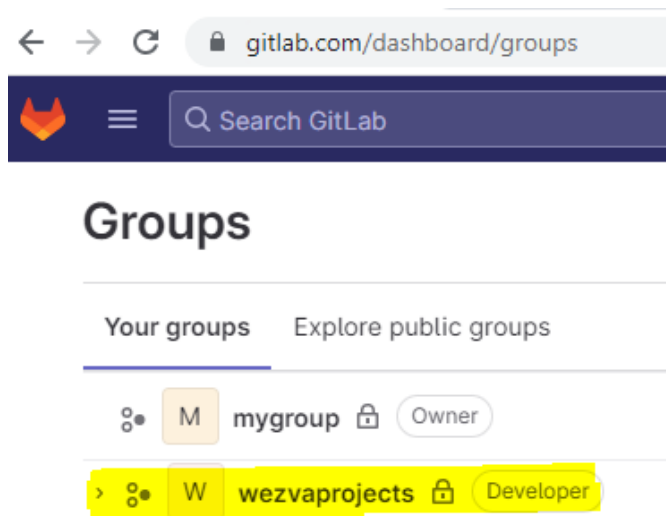 gitlab.com/dashboard/groups
Search GitLab
Groups
Your groups Explore public groups
M mygroup Owner
W wezvaprojects Developer